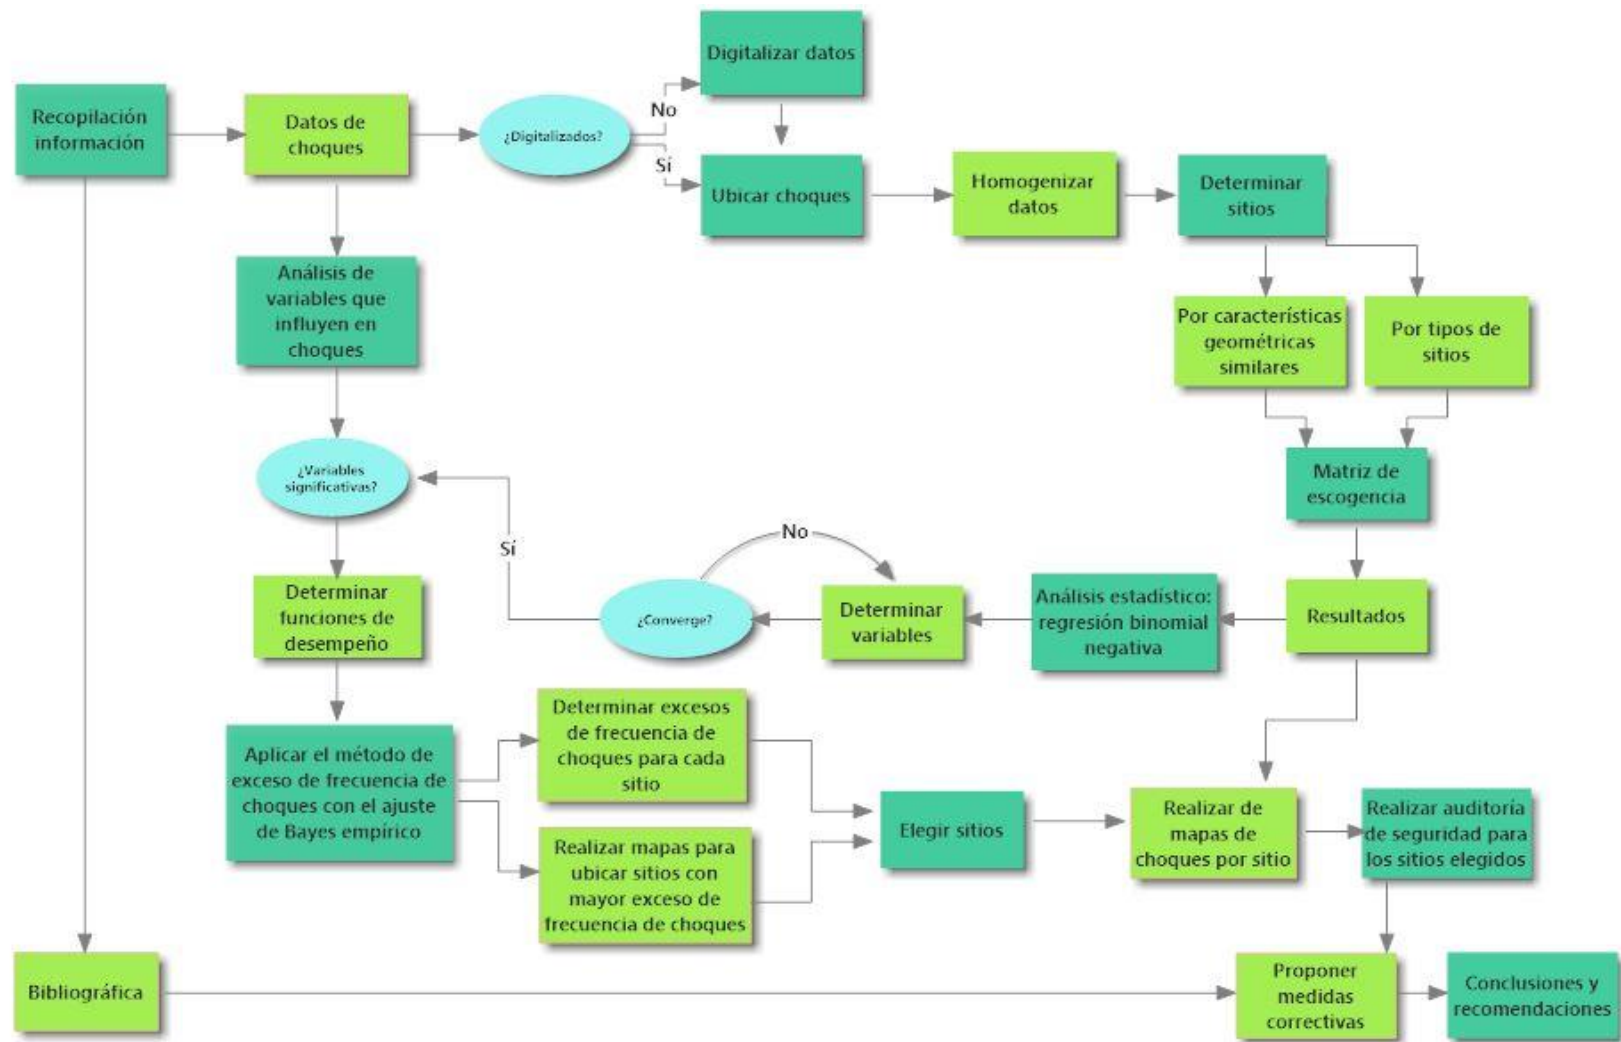 Digitalizar datos
Recopilación
información
Datos de
choques
¿Digitalizados?
No
Sí
Ubicar choques
Homogenizar
datos
Determinar
sitios
Análisis de
variables que
influyen en
choques
Por características
geométricas
similares
Por tipos de
sitios
¿Variables
significativas?
Matriz de
escogencia
Sí
No
Determinar
funciones de
desempeño
¿Converge?
Determinar
variables
Análisis estadístico:
regresión binomial
negativa
Resultados
Aplicar el método de
exceso de frecuencia de
choques con el ajuste
de Bayes empírico
Determinar excesos
de frecuencia de
choques para cada
sitio
Realizar mapas para
ubicar sitios con
mayor exceso de
frecuencia de choques
Elegir sitios
Realizar de
mapas de
choques por sitio
Realizar auditoría
de seguridad para
los sitios elegidos
Bibliográfica
Proponer
medidas
correctivas
Conclusiones y
recomendaciones